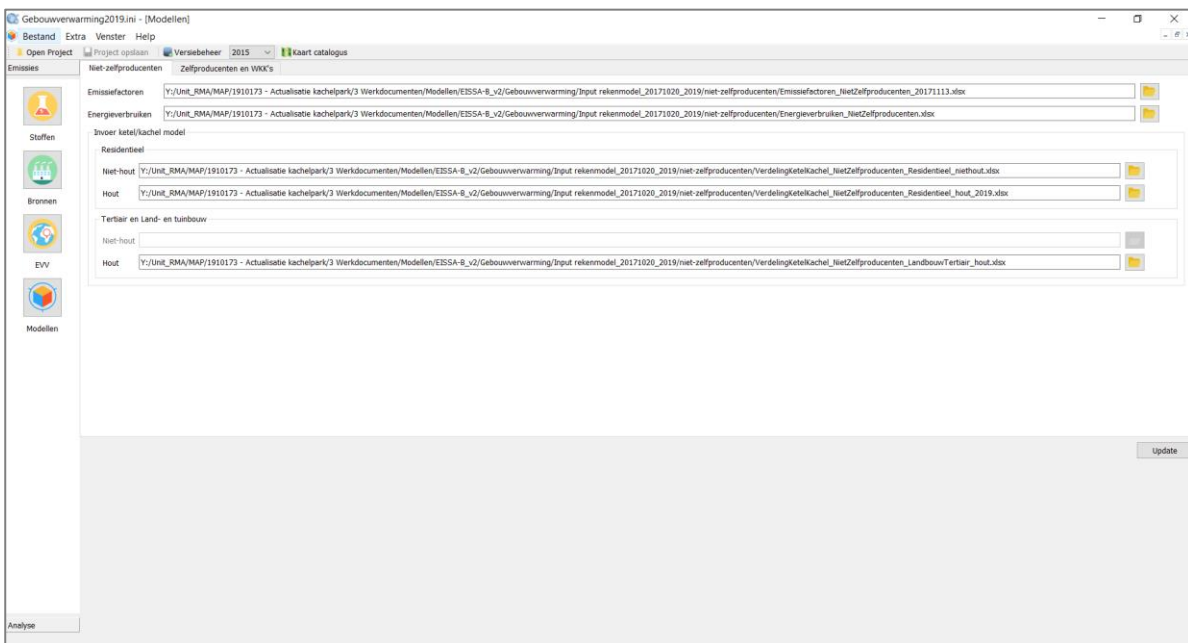 Gebouwverwarming2019.ini - [Modellen]
Bestand Extra Venster Help
Open Project Project opslaan Versiebeheer 2015 Kaart catalogus
Emissies
Niet-zelfproducenten Zelfproducenten en WKK's
Emissiefactoren Y:/Unit_RMA/MAP/1910173 - Actualisatie kachelpark/3 Werkdocumenten/Modellen/EISSA-B_v2/Gebouwverwarming/Input rekenmodel_20171020_2019/niet-zelfproducenten/Emissiefactoren_NietZelfproducenten_20171113.xlsx
Energieverbruiken Y:/Unit_RMA/MAP/1910173 - Actualisatie kachelpark/3 Werkdocumenten/Modellen/EISSA-B_v2/Gebouwverwarming/Input rekenmodel_20171020_2019/niet-zelfproducenten/Energieverbruiken_NietZelfproducenten.xlsx
Invoer ketel/kachel model
Residentieel
Niet-hout Y:/Unit_RMA/MAP/1910173 - Actualisatie kachelpark/3 Werkdocumenten/Modellen/EISSA-B_v2/Gebouwverwarming/Input rekenmodel_20171020_2019/niet-zelfproducenten/VerdelingKetelKachel_NietZelfproducenten_Residentieel_niethout.xlsx
Hout Y:/Unit_RMA/MAP/1910173 - Actualisatie kachelpark/3 Werkdocumenten/Modellen/EISSA-B_v2/Gebouwverwarming/Input rekenmodel_20171020_2019/niet-zelfproducenten/VerdelingKetelKachel_NietZelfproducenten_Residentieel_hout_2019.xlsx
Tertiair en Land- en tuinbouw
Niet-hout
Hout Y:/Unit_RMA/MAP/1910173 - Actualisatie kachelpark/3 Werkdocumenten/Modellen/EISSA-B_v2/Gebouwverwarming/Input rekenmodel_20171020_2019/niet-zelfproducenten/VerdelingKetelKachel_NietZelfproducenten_LandbouwTertiair_hout.xlsx
Stoffen
Bronnen
EVV
Modellen
Update
Analyse